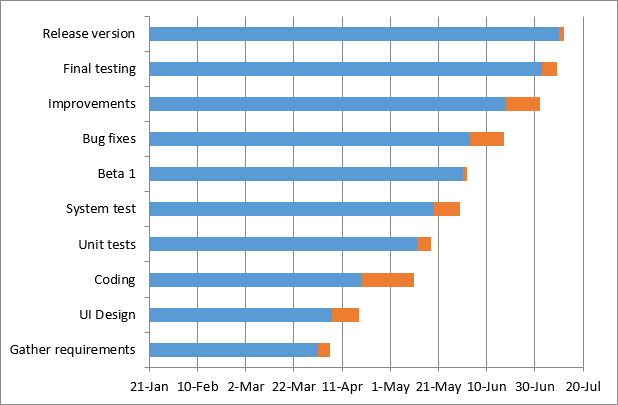 Release version
Final testing
Improvements
Bug fixes
Beta 1
System test
Unit tests
Coding
UI Design
Gather requirements
21-Jan 10-Feb 2-Mar 22-Mar 11-Apr 1-May 21-May 10-Jun 30-Jun 20-Jul